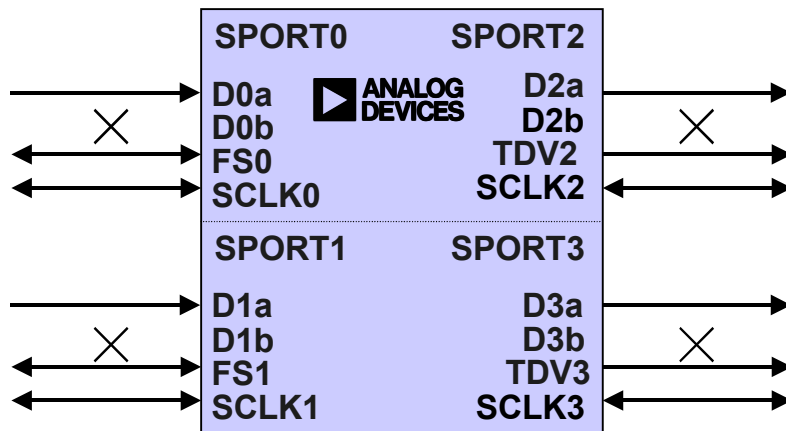 SPORT0 SPORT2
D0a
D0b
FS0
SCLK0
ANALOG
DEVICES
D2a
D2b
TDV2
SCLK2
SPORT1 SPORT3
D1a
D1b
FS1
SCLK1
D3a
D3b
TDV3
SCLK3